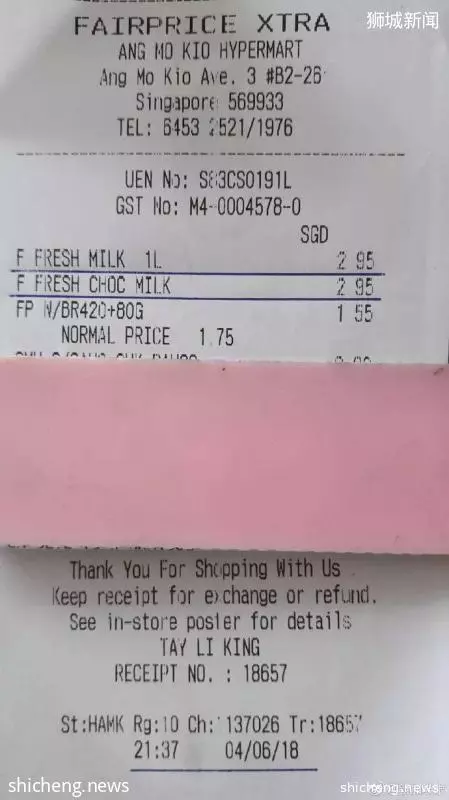 狮城新闻
FAIRPRICE XTRA
ANG MO KIO HYPERMART
Ang Mo Kio Ave. 3 #B2-26
Singapore 569933
TEL: 6453 2521/1976
UEN No: S83CS0191L
GST No: M4-0004578-0
SGD
F FRESH MILK 1L 2 95
F FRESH CHOC MILK 2 95
FP W/BR420+80G 1 55
NORMAL PRICE 1.75
Thank You For Shopping With Us
Keep receipt for exchange or refund.
See in-store poster for details
TAY LI KING
RECEIPT NO. : 18657
St:HAMK Rg:10 Ch: 137026 Tr:18657
21:37 04/06/18
shicheng.news
shicheng.news